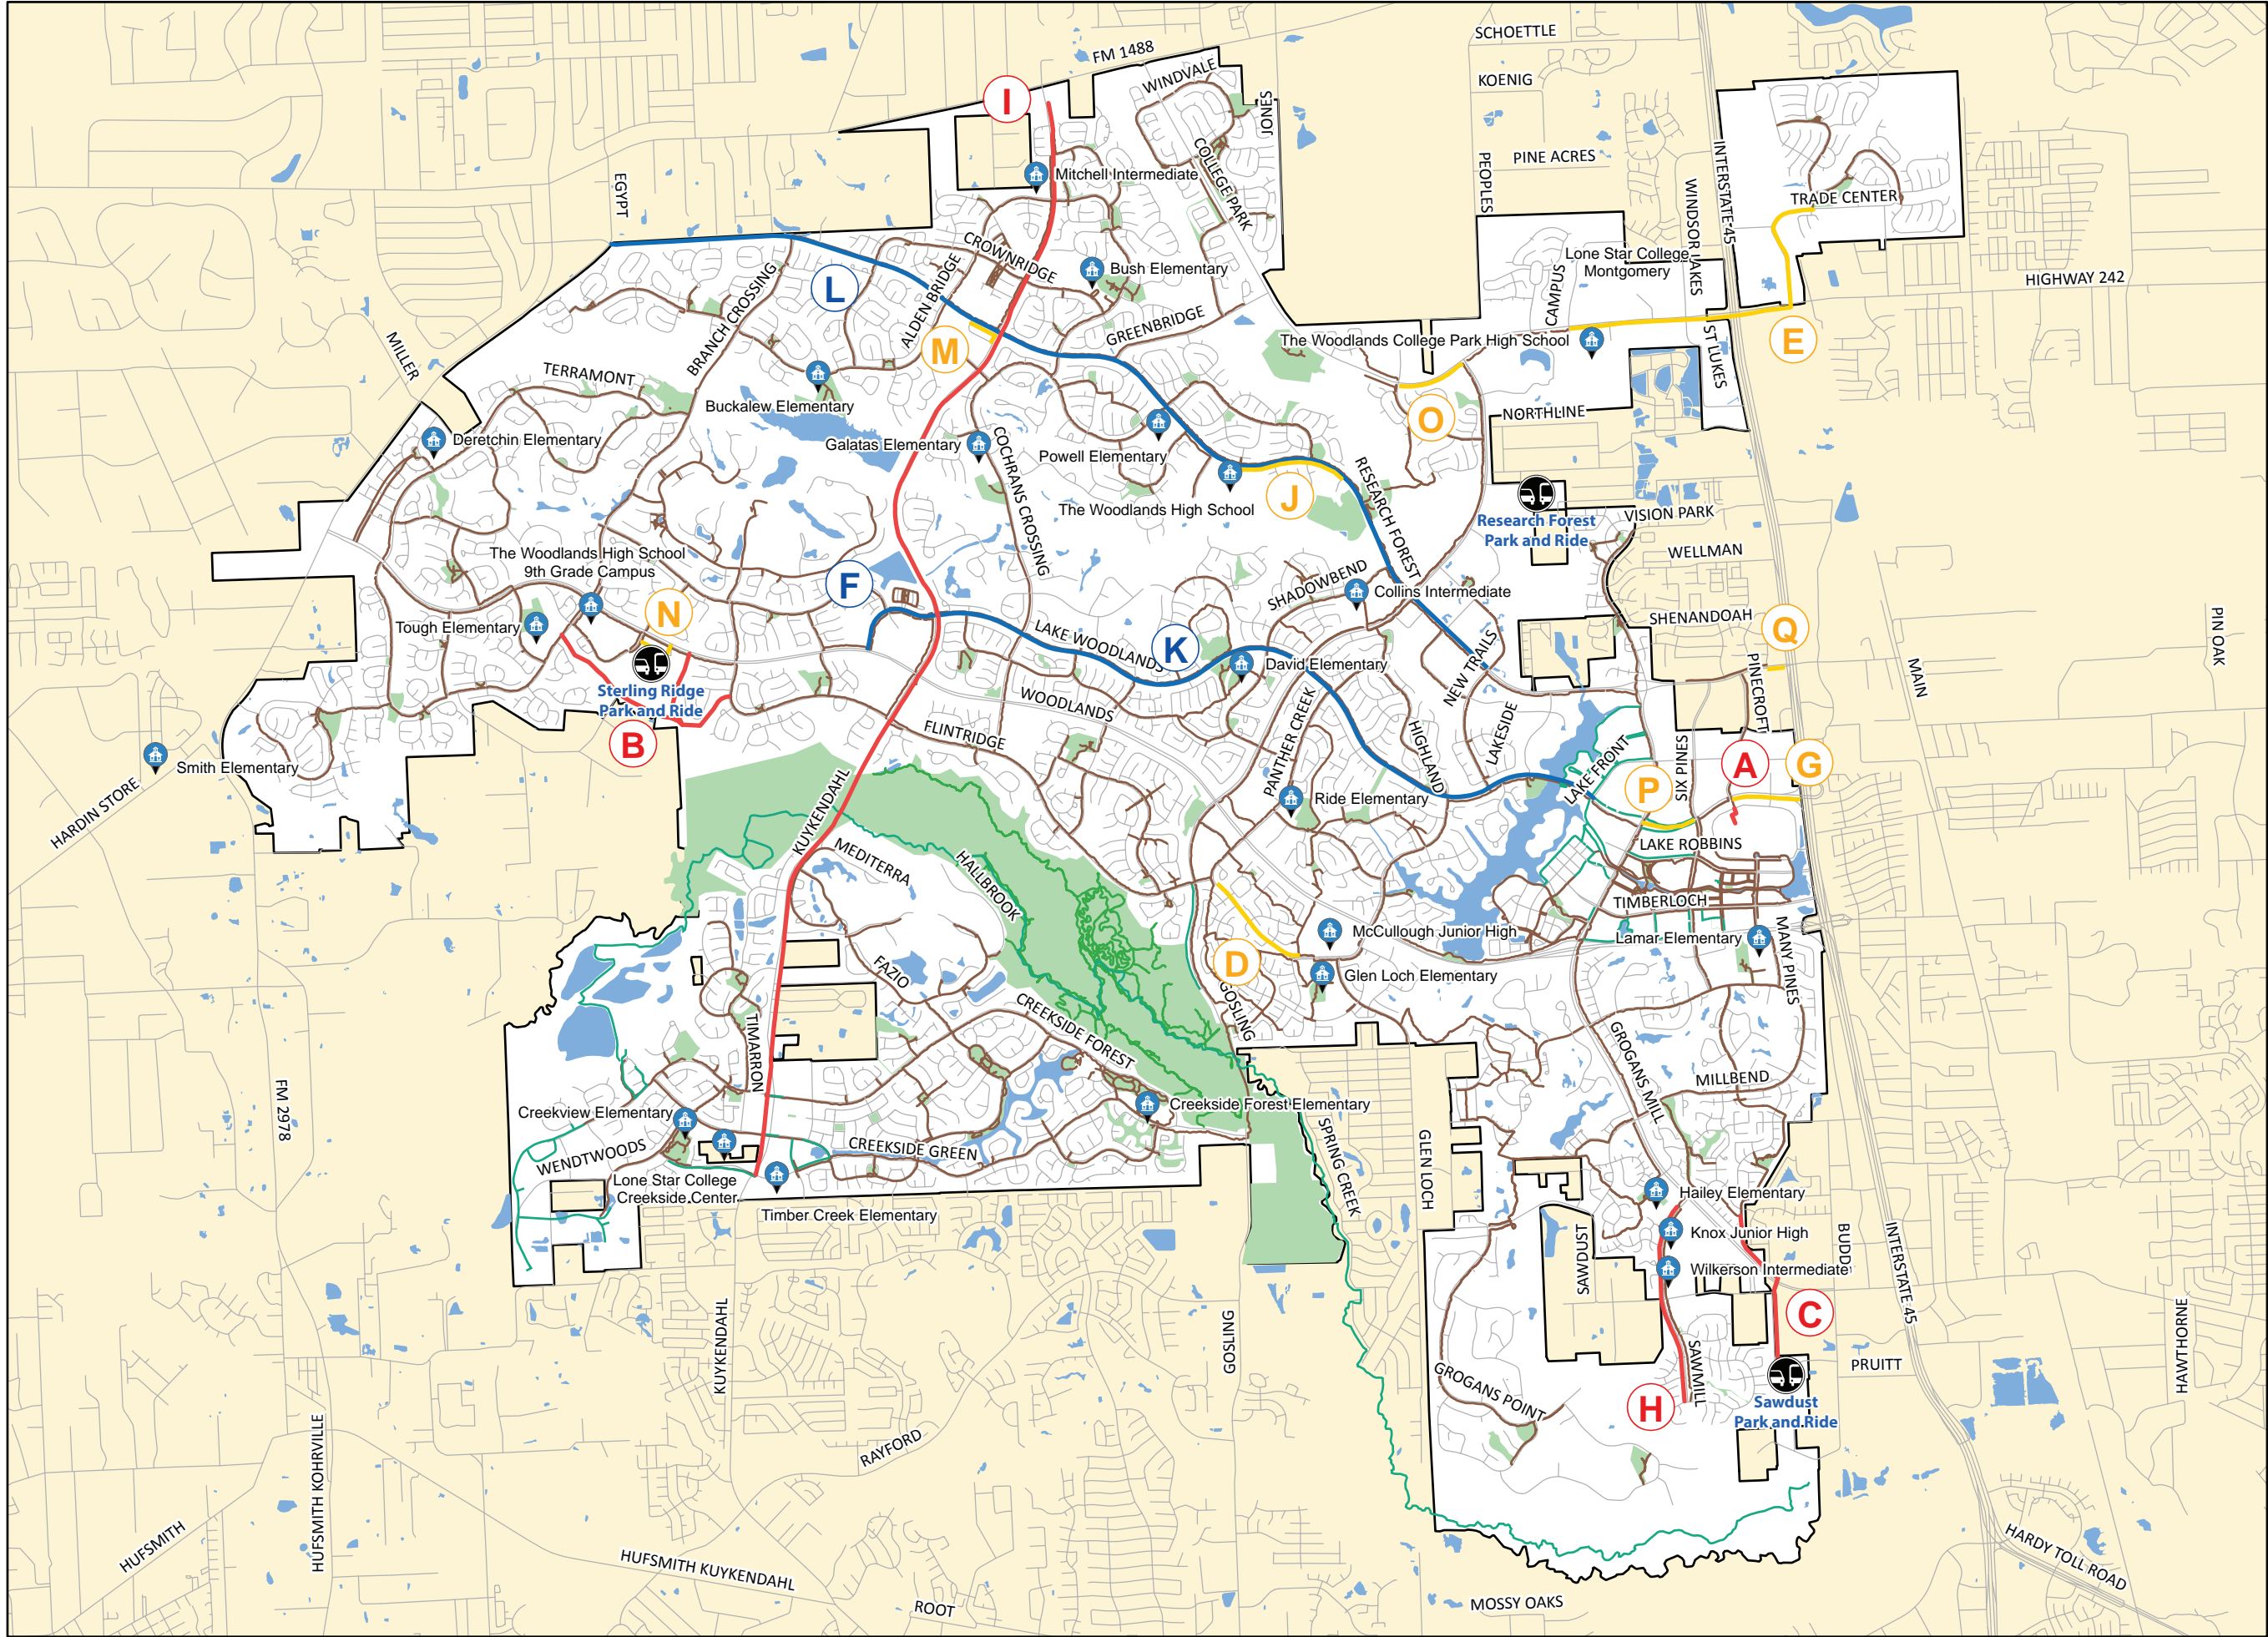 SCHOETTLE
FM 1488
WINDVALE
KOENIG
I
JONES
PINE ACRES
PEOPLES
INTERSTATE 45
EGYPT
Mitchell Intermediate
COLLEGE PARK
WINDSOR LAKES
TRADE CENTER
CROWNRIDGE
Lone Star College
Montgomery
Bush Elementary
HIGHWAY 242
L
ALDEN BRIDGE
CAMPUS
BRANCH CROSSING
GREENBRIDGE
M
The Woodlands College Park High School
E
ST LUKES
MILLER
TERRAMONT
Buckalew Elementary
NORTHLINE
O
Deretchin Elementary
Galatas Elementary
COCHRANS CROSSING
Powell Elementary
J
RESEARCH FOREST
The Woodlands High School
Research Forest
Park and Ride
VISION PARK
WELLMAN
The Woodlands High School
9th Grade Campus
F
SHADOWBEND
Collins Intermediate
N
SHENANDOAH
Tough Elementary
LAKE WOODLANDS
K
Q
PIN OAK
David Elementary
NEW TRAILS
PINECROFT
MAIN
Sterling Ridge
Park and Ride
WOODLANDS
PANTHER CREEK
B
FLINTRIDGE
HIGHLAND
LAKESIDE
LAKE FRONT
SIX PINES
A
G
Smith Elementary
P
Ride Elementary
HARDIN STORE
KUYKENDAHL
MEDITERRA
LAKE ROBBINS
HALLBROOK
TIMBERLOCH
McCullough Junior High
Lamar Elementary
MANY PINES
D
FAZIO
Glen Loch Elementary
GOSLING
CREEKSIDE FOREST
TIMARRON
GROGANS MILL
FM 2978
MILLBEND
Creekview Elementary
Creekside Forest Elementary
SPRING CREEK
GLEN LOCH
WENDTWOODS
CREEKSIDE GREEN
Lone Star College
Creekside Center
Timber Creek Elementary
Hailey Elementary
Knox Junior High
BUDD
SAWDUST
Wilkerson Intermediate
INTERSTATE 45
C
HAWTHORNE
KUYKENDAHL
GOSLING
PRUITT
GROGANS POINT
SAWMILL
H
Sawdust
Park and Ride
RAYFORD
HUFSMITH KOHRVILLE
HUFSMITH
HUFSMITH KUYKENDAHL
HARDY TOLL ROAD
ROOT
MOSSY OAKS